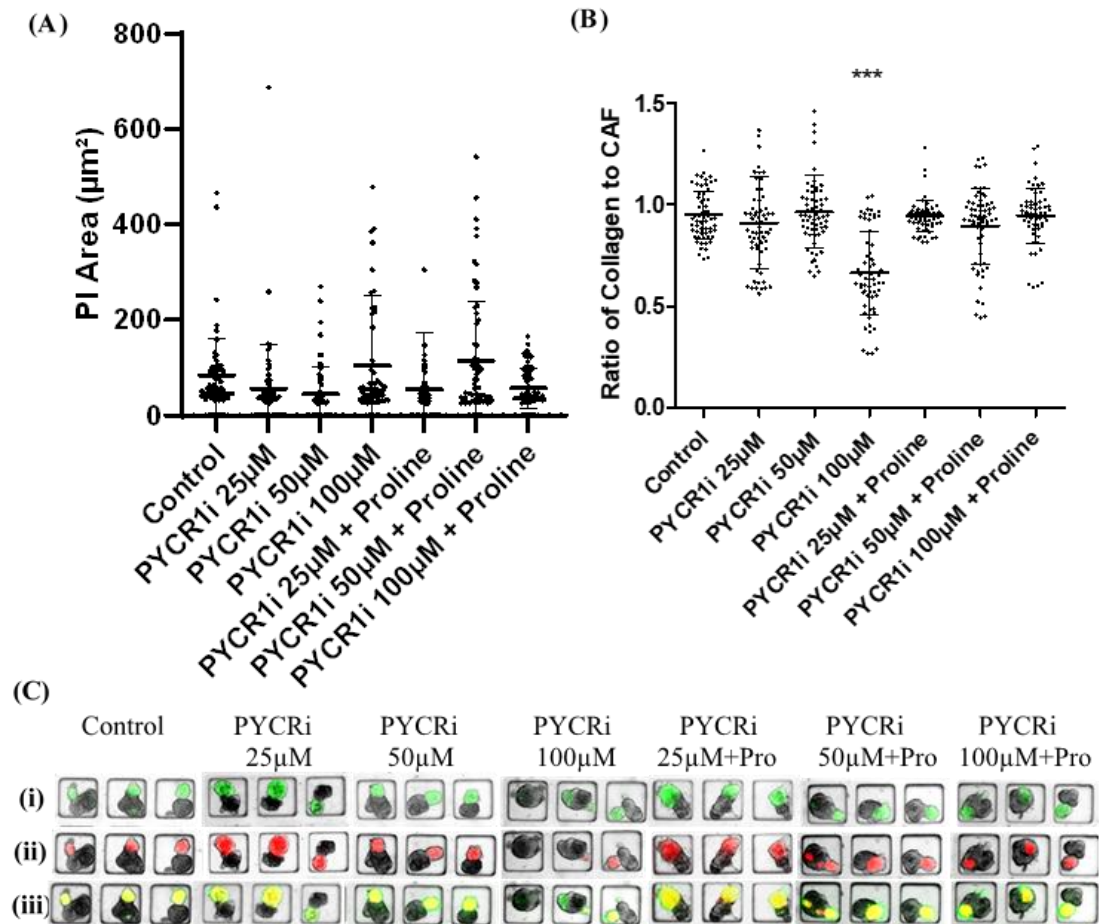 (A)
800
600
400
200
0
PI Area (µm²)
Control
PYCR1i 25µM
PYCR1i 50µM
PYCR1i 100µM
PYCR1i 25µM + Proline
PYCR1i 50µM + Proline
PYCR1i 100µM + Proline
(B)
***
1.5
1.0
0.5
0.0
Ratio of Collagen to CAF
Control
PYCR1i 25µM
PYCR1i 50µM
PYCR1i 100µM
PYCR1i 25µM + Proline
PYCR1i 50µM + Proline
PYCR1i 100µM + Proline
(C)
Control
PYCRi
25µM
PYCRi
50µM
PYCRi
100µM
PYCRi
25µM+Pro
PYCRi
50µM+Pro
PYCRi
100µM+Pro
(i)
(ii)
(iii)